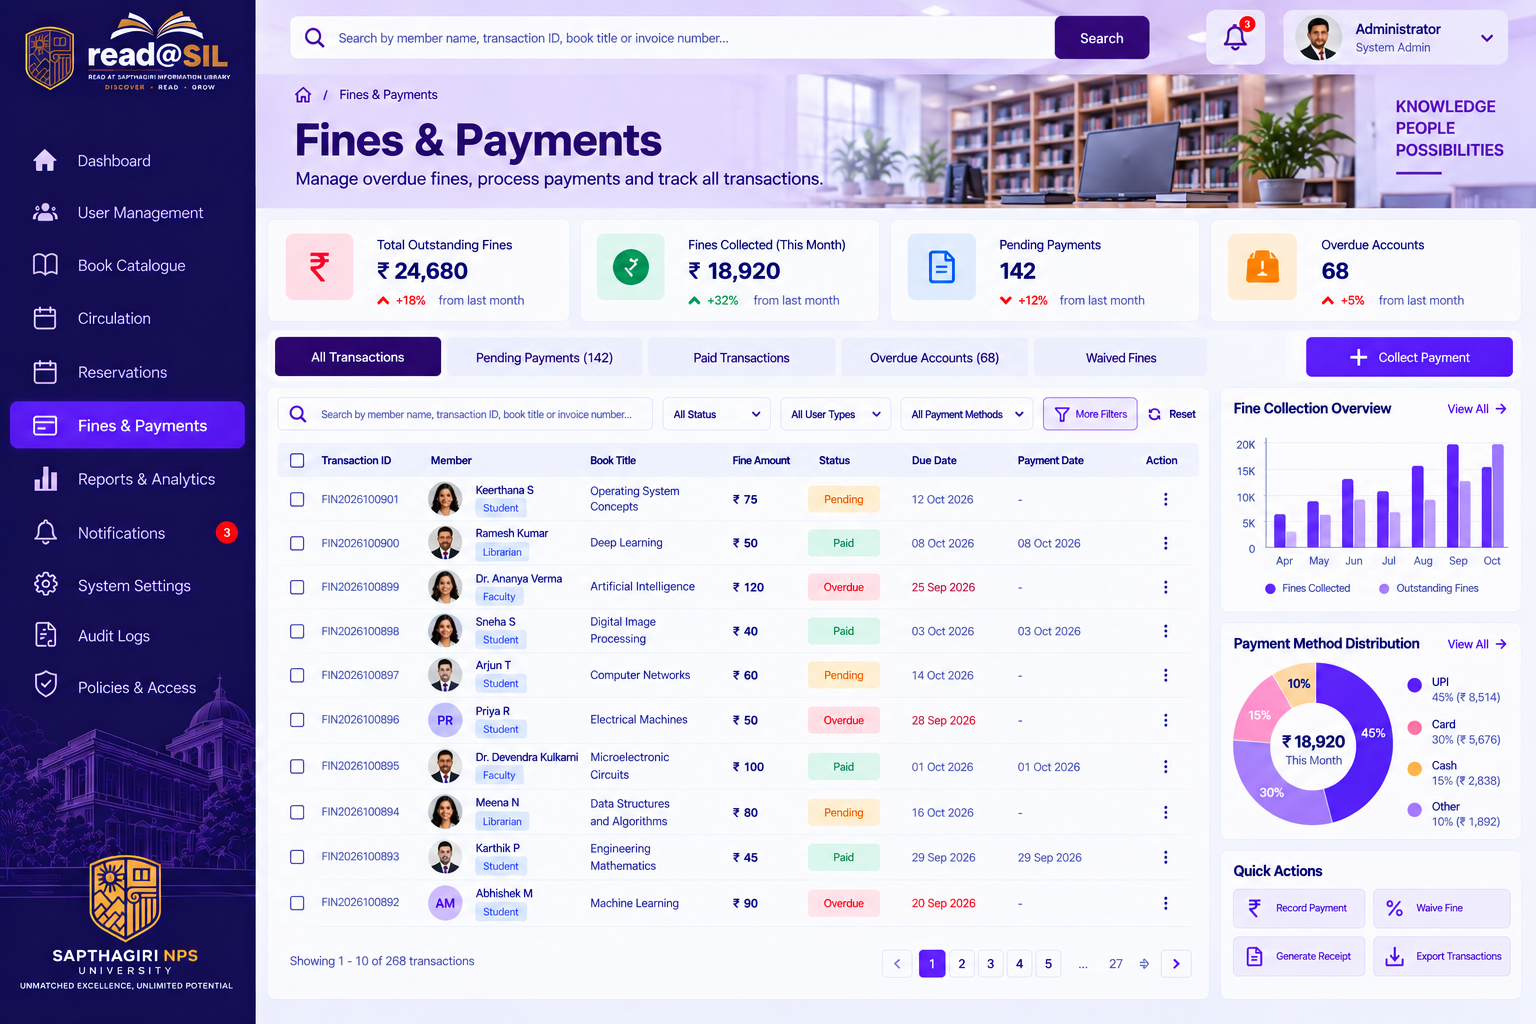 read@SIL
READ AT SAPTHAGIRI INFORMATION LIBRARY
DISCOVER • READ • GROW
Dashboard
User Management
Book Catalogue
Circulation
Reservations
Fines & Payments
Reports & Analytics
Notifications 3
System Settings
Audit Logs
Policies & Access
SAPTHAGIRI NPS
UNIVERSITY
UNMATCHED EXCELLENCE, UNLIMITED POTENTIAL
Search by member name, transaction ID, book title or invoice number...
Search
3
Administrator
System Admin
/ Fines & Payments
Fines & Payments
Manage overdue fines, process payments and track all transactions.
KNOWLEDGE
PEOPLE
POSSIBILITIES
Total Outstanding Fines
₹ 24,680
+18% from last month
Fines Collected (This Month)
₹ 18,920
+32% from last month
Pending Payments
142
+12% from last month
Overdue Accounts
68
+5% from last month
All Transactions
Pending Payments (142)
Paid Transactions
Overdue Accounts (68)
Waived Fines
+ Collect Payment
Search by member name, transaction ID, book title or invoice number...
All Status
All User Types
All Payment Methods
More Filters
Reset
Transaction ID Member Book Title Fine Amount Status Due Date Payment Date Action
FIN2026100901 Keerthana S Student Operating System Concepts ₹ 75 Pending 12 Oct 2026 -
FIN2026100900 Ramesh Kumar Librarian Deep Learning ₹ 50 Paid 08 Oct 2026 08 Oct 2026
FIN2026100899 Dr. Ananya Verma Faculty Artificial Intelligence ₹ 120 Overdue 25 Sep 2026 -
FIN2026100898 Sneha S Student Digital Image Processing ₹ 40 Paid 03 Oct 2026 03 Oct 2026
FIN2026100897 Arjun T Student Computer Networks ₹ 60 Pending 14 Oct 2026 -
FIN2026100896 PR Priya R Student Electrical Machines ₹ 50 Overdue 28 Sep 2026 -
FIN2026100895 Dr. Devendra Kulkarni Faculty Microelectronic Circuits ₹ 100 Paid 01 Oct 2026 01 Oct 2026
FIN2026100894 Meena N Librarian Data Structures and Algorithms ₹ 80 Pending 16 Oct 2026 -
FIN2026100893 Karthik P Student Engineering Mathematics ₹ 45 Paid 29 Sep 2026 29 Sep 2026
FIN2026100892 AM Abhishek M Student Machine Learning ₹ 90 Overdue 20 Sep 2026 -
Showing 1 - 10 of 268 transactions
1 2 3 4 5 ... 27
Fine Collection Overview
View All
20K
15K
10K
5K
0
Apr May Jun Jul Aug Sep Oct
Fines Collected Outstanding Fines
Payment Method Distribution
View All
10%
15%
45%
30%
₹ 18,920
This Month
UPI
45% (₹ 8,514)
Card
30% (₹ 5,676)
Cash
15% (₹ 2,838)
Other
10% (₹ 1,892)
Quick Actions
Record Payment
Waive Fine
Generate Receipt
Export Transactions